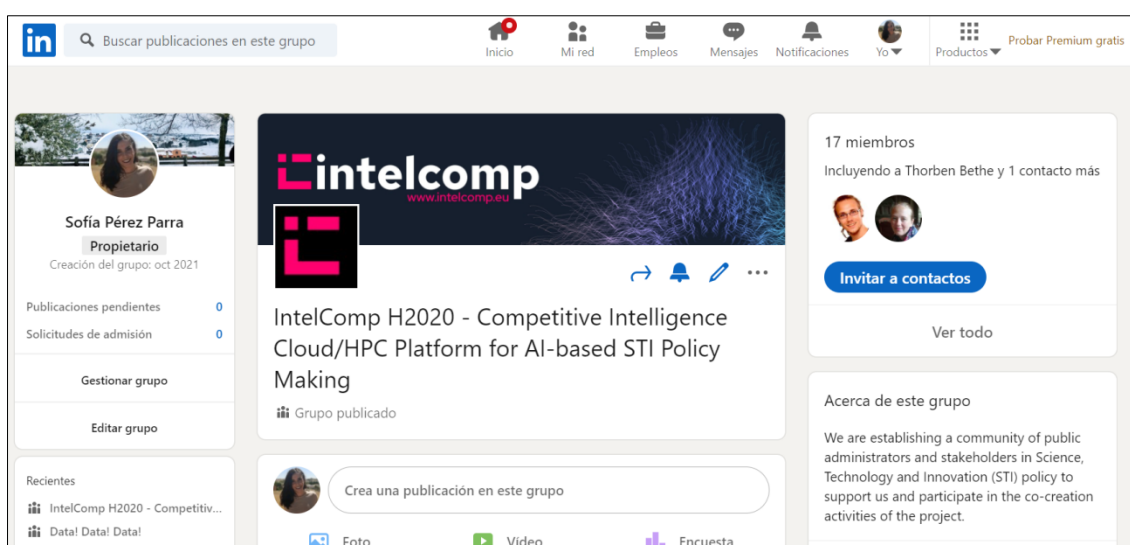 in
Buscar publicaciones en este grupo
Inicio
Mi red
Empleos
Mensajes
Notificaciones
Yo
Productos
Probar Premium gratis
Sofía Pérez Parra
Propietario
Creación del grupo: oct 2021
Publicaciones pendientes 0
Solicitudes de admisión 0
Gestionar grupo
Editar grupo
Recientes
IntelComp H2020 - Competitiv...
Data! Data! Data!
intelcomp
www.intelcomp.eu
IntelComp H2020 - Competitive Intelligence
Cloud/HPC Platform for AI-based STI Policy
Making
Grupo publicado
Crea una publicación en este grupo
Foto
Vídeo
Encuesta
17 miembros
Incluyendo a Thorben Bethe y 1 contacto más
Invitar a contactos
Ver todo
Acerca de este grupo
We are establishing a community of public
administrators and stakeholders in Science,
Technology and Innovation (STI) policy to
support us and participate in the co-creation
activities of the project.